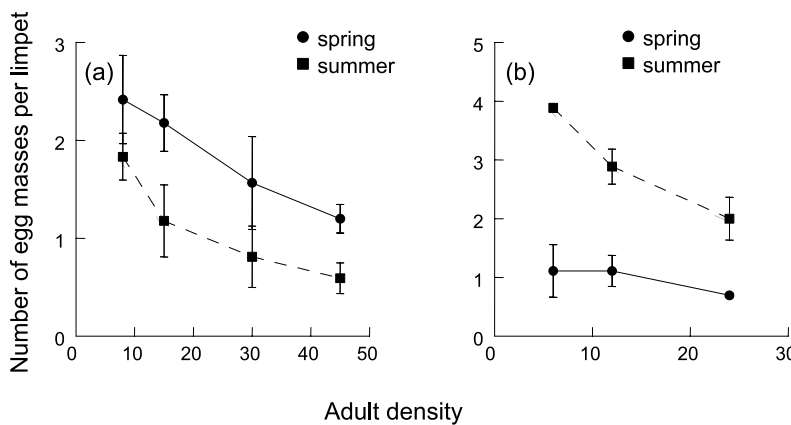 Number of egg masses per limpet
(a)
spring
summer
3
2
1
0
0 10 20 30 40 50
(b)
spring
summer
5
4
3
2
1
0
0 10 20 30
Adult density